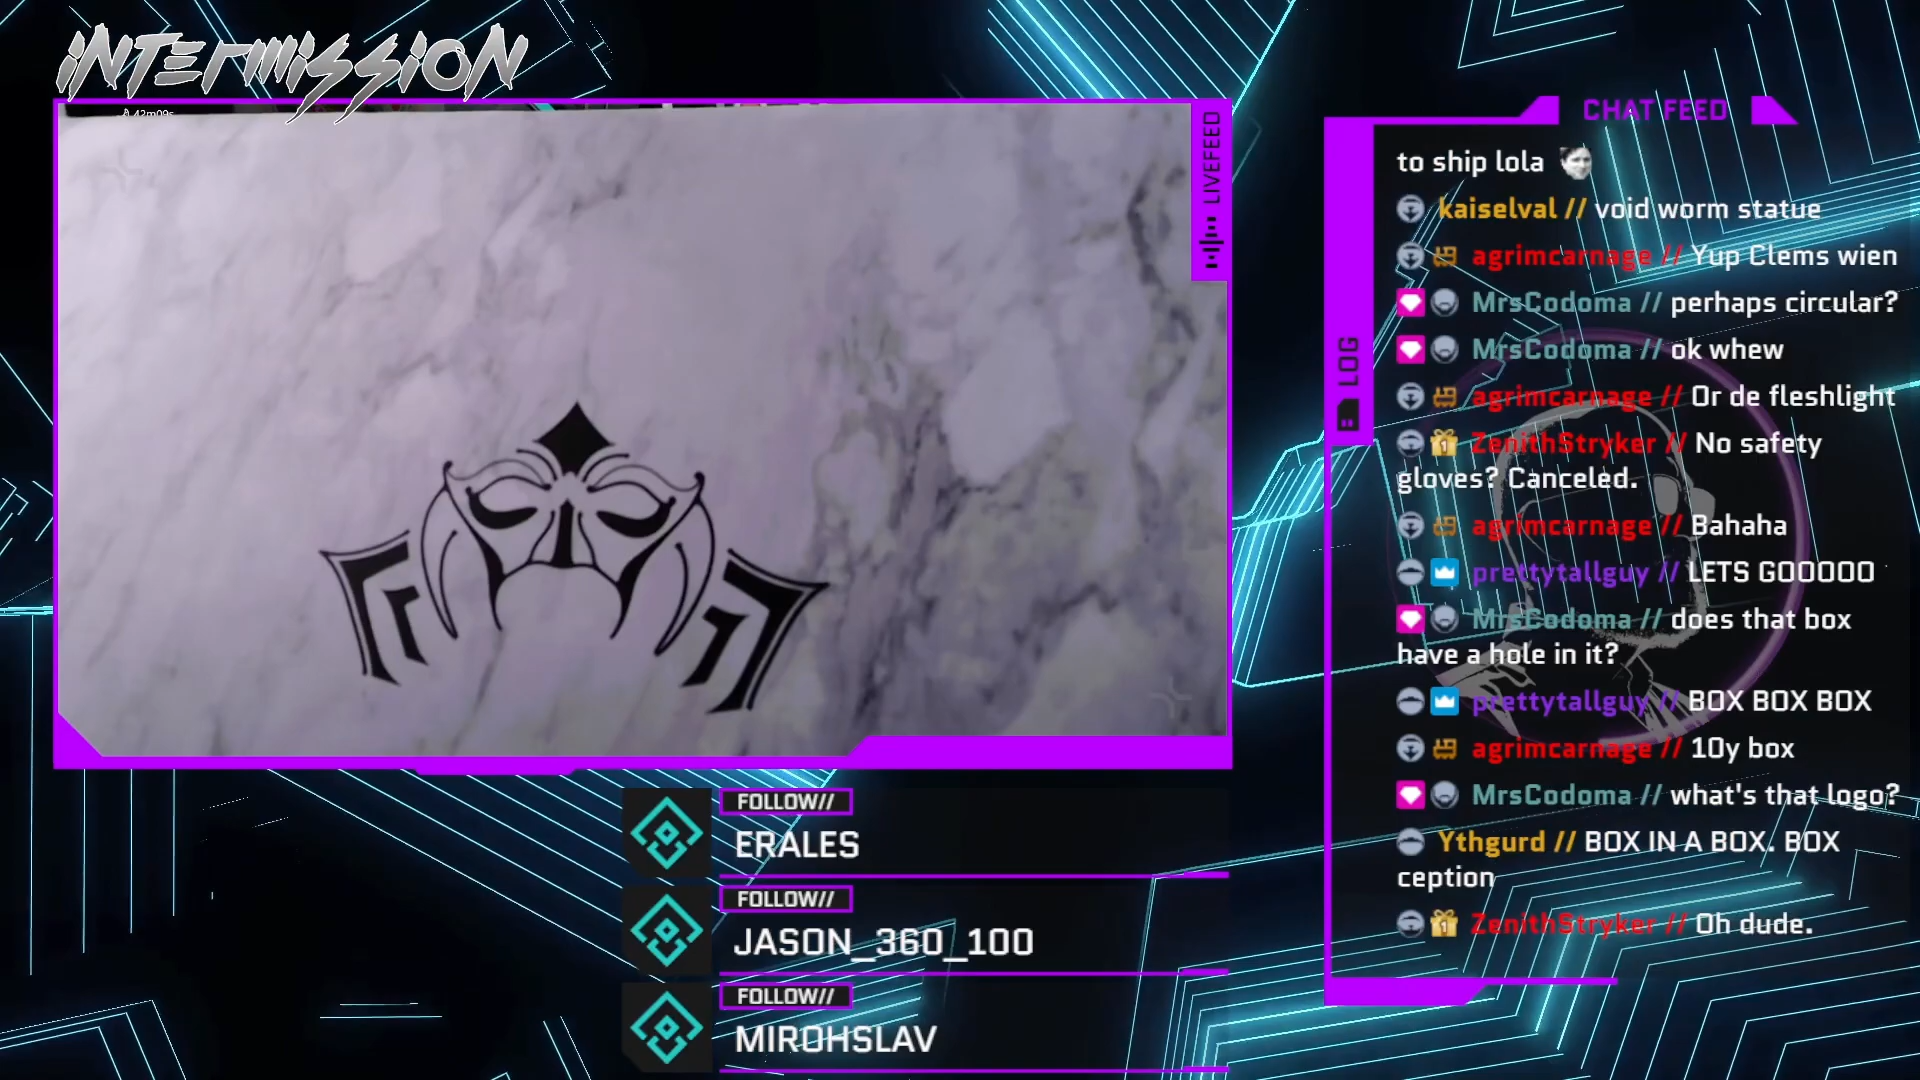 INTERMISSION
42m09s
LIVEFEED
CHAT FEED
LOG
to ship lola
kaiselval // void worm statue
agrimcarnage // Yup Clems wien
MrsCodoma // perhaps circular?
MrsCodoma // ok whew
agrimcarnage // Or de fleshlight
ZenithStryker // No safety
gloves? Canceled.
agrimcarnage // Bahaha
prettytallguy // LETS GOOOOO
MrsCodoma // does that box
have a hole in it?
prettytallguy // BOX BOX BOX
agrimcarnage // 10y box
MrsCodoma // what's that logo?
Ythgurd // BOX IN A BOX. BOX
ception
ZenithStryker // Oh dude.
FOLLOW//
ERALES
FOLLOW//
JASON_360_100
FOLLOW//
MIROHSLAV